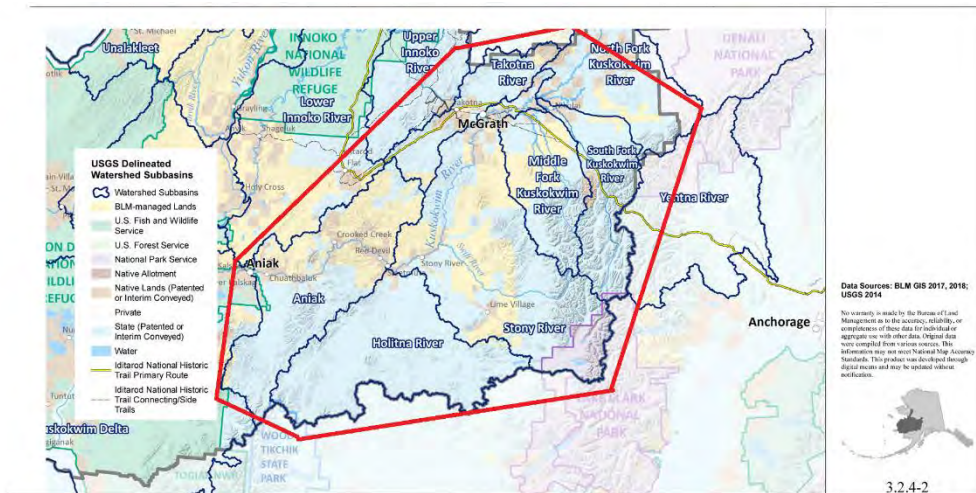 Unalakleet
St. Michael
Yukon River
INNOKO
NATIONAL
WILDLIFE
REFUGE
Upper
Innoko
River
Takotna
River
North Fork
Kuskokwim
River
DENALI
NATIONAL
PARK
Grayling
Anvik
Shageluk
Lower
Innoko River
Iditarod
Flat
Takotna
McGrath
Nikolai
South Fork
Kuskokwim
River
Middle
Fork
Kuskokwim
River
Yentna River
Holy Cross
Kuskokwim River
Crooked Creek
Red Devil
Stony River
Aniak
Chuathbaluk
Aniak
Lime Village
Stony River
Holitna River
Anchorage
LAKE CLARK
NATIONAL
PARK
Kuskokwim Delta
WOOD
TIKCHIK
STATE
PARK
USGS Delineated
Watershed Subbasins
Watershed Subbasins
BLM-managed Lands
U.S. Fish and Wildlife
Service
U.S. Forest Service
National Park Service
Native Allotment
Native Lands (Patented
or Interim Conveyed)
Private
State (Patented or
Interim Conveyed)
Water
Iditarod National Historic
Trail Primary Route
Iditarod National Historic
Trail Connecting/Side
Trails
Data Sources: BLM GIS 2017, 2018;
USGS 2014
No warranty is made by the Bureau of Land
Management as to the accuracy, reliability, or
completeness of these data for individual or
aggregate use with other data. Original data
were compiled from various sources. This
information may not meet National Map Accuracy
Standards. This product was developed through
digital means and may be updated without
notification.
3.2.4-2